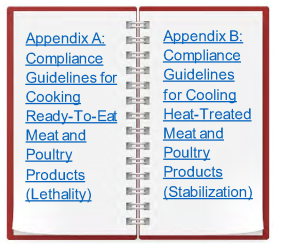 Appendix A:
Compliance
Guidelines for
Cooking
Ready-To-Eat
Meat and
Poultry
Products
(Lethality)
Appendix B:
Compliance
Guidelines
for Cooling
Heat-Treated
Meat and
Poultry
Products
(Stabilization)